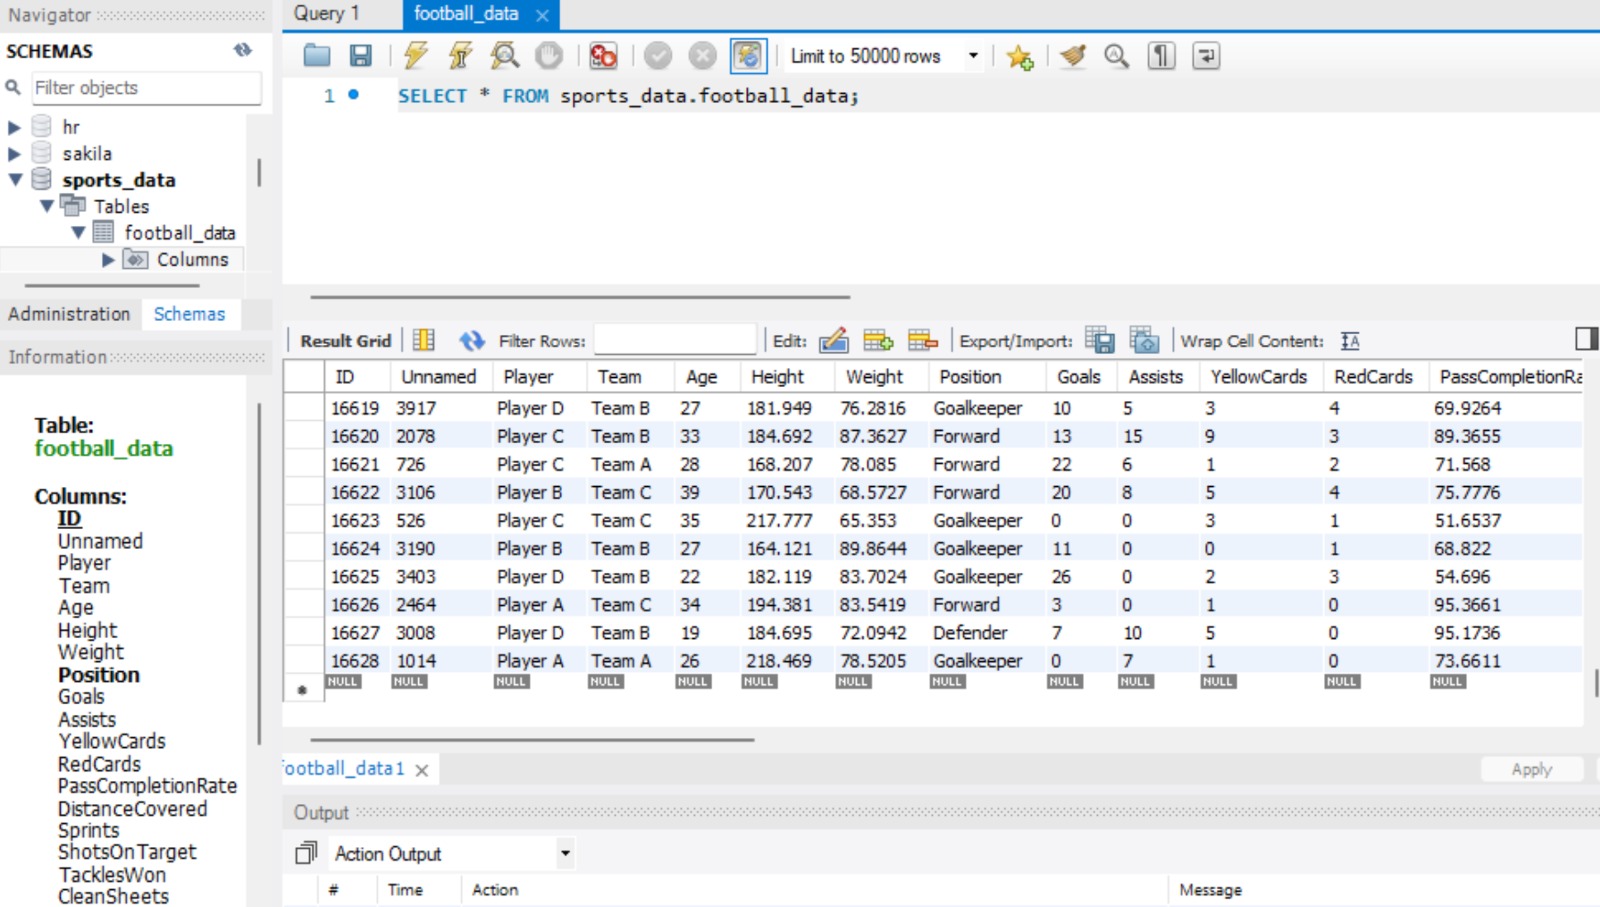 Navigator
SCHEMAS
Filter objects
hr
sakila
sports_data
Tables
football_data
Columns
Administration Schemas
Information
Table:
football_data
Columns:
ID
Unnamed
Player
Team
Age
Height
Weight
Position
Goals
Assists
YellowCards
RedCards
PassCompletionRate
DistanceCovered
Sprints
ShotsOnTarget
TacklesWon
CleanSheets
Query 1 football_data
Limit to 50000 rows
1 SELECT * FROM sports_data.football_data;
Result Grid Filter Rows: Edit: Export/Import: Wrap Cell Content:
ID Unnamed Player Team Age Height Weight Position Goals Assists YellowCards RedCards PassCompletionRa
16619 3917 Player D Team B 27 181.949 76.2816 Goalkeeper 10 5 3 4 69.9264
16620 2078 Player C Team B 33 184.692 87.3627 Forward 13 15 9 3 89.3655
16621 726 Player C Team A 28 168.207 78.085 Forward 22 6 1 2 71.568
16622 3106 Player B Team C 39 170.543 68.5727 Forward 20 8 5 4 75.7776
16623 526 Player C Team C 35 217.777 65.353 Goalkeeper 0 0 3 1 51.6537
16624 3190 Player B Team B 27 164.121 89.8644 Goalkeeper 11 0 0 1 68.822
16625 3403 Player D Team B 22 182.119 83.7024 Goalkeeper 26 0 2 3 54.696
16626 2464 Player A Team C 34 194.381 83.5419 Forward 3 0 1 0 95.3661
16627 3008 Player D Team B 19 184.695 72.0942 Defender 7 10 5 0 95.1736
16628 1014 Player A Team A 26 218.469 78.5205 Goalkeeper 0 7 1 0 73.6611
NULL NULL NULL NULL NULL NULL NULL NULL NULL NULL NULL NULL NULL
football_data1
Apply
Output
Action Output
# Time Action Message